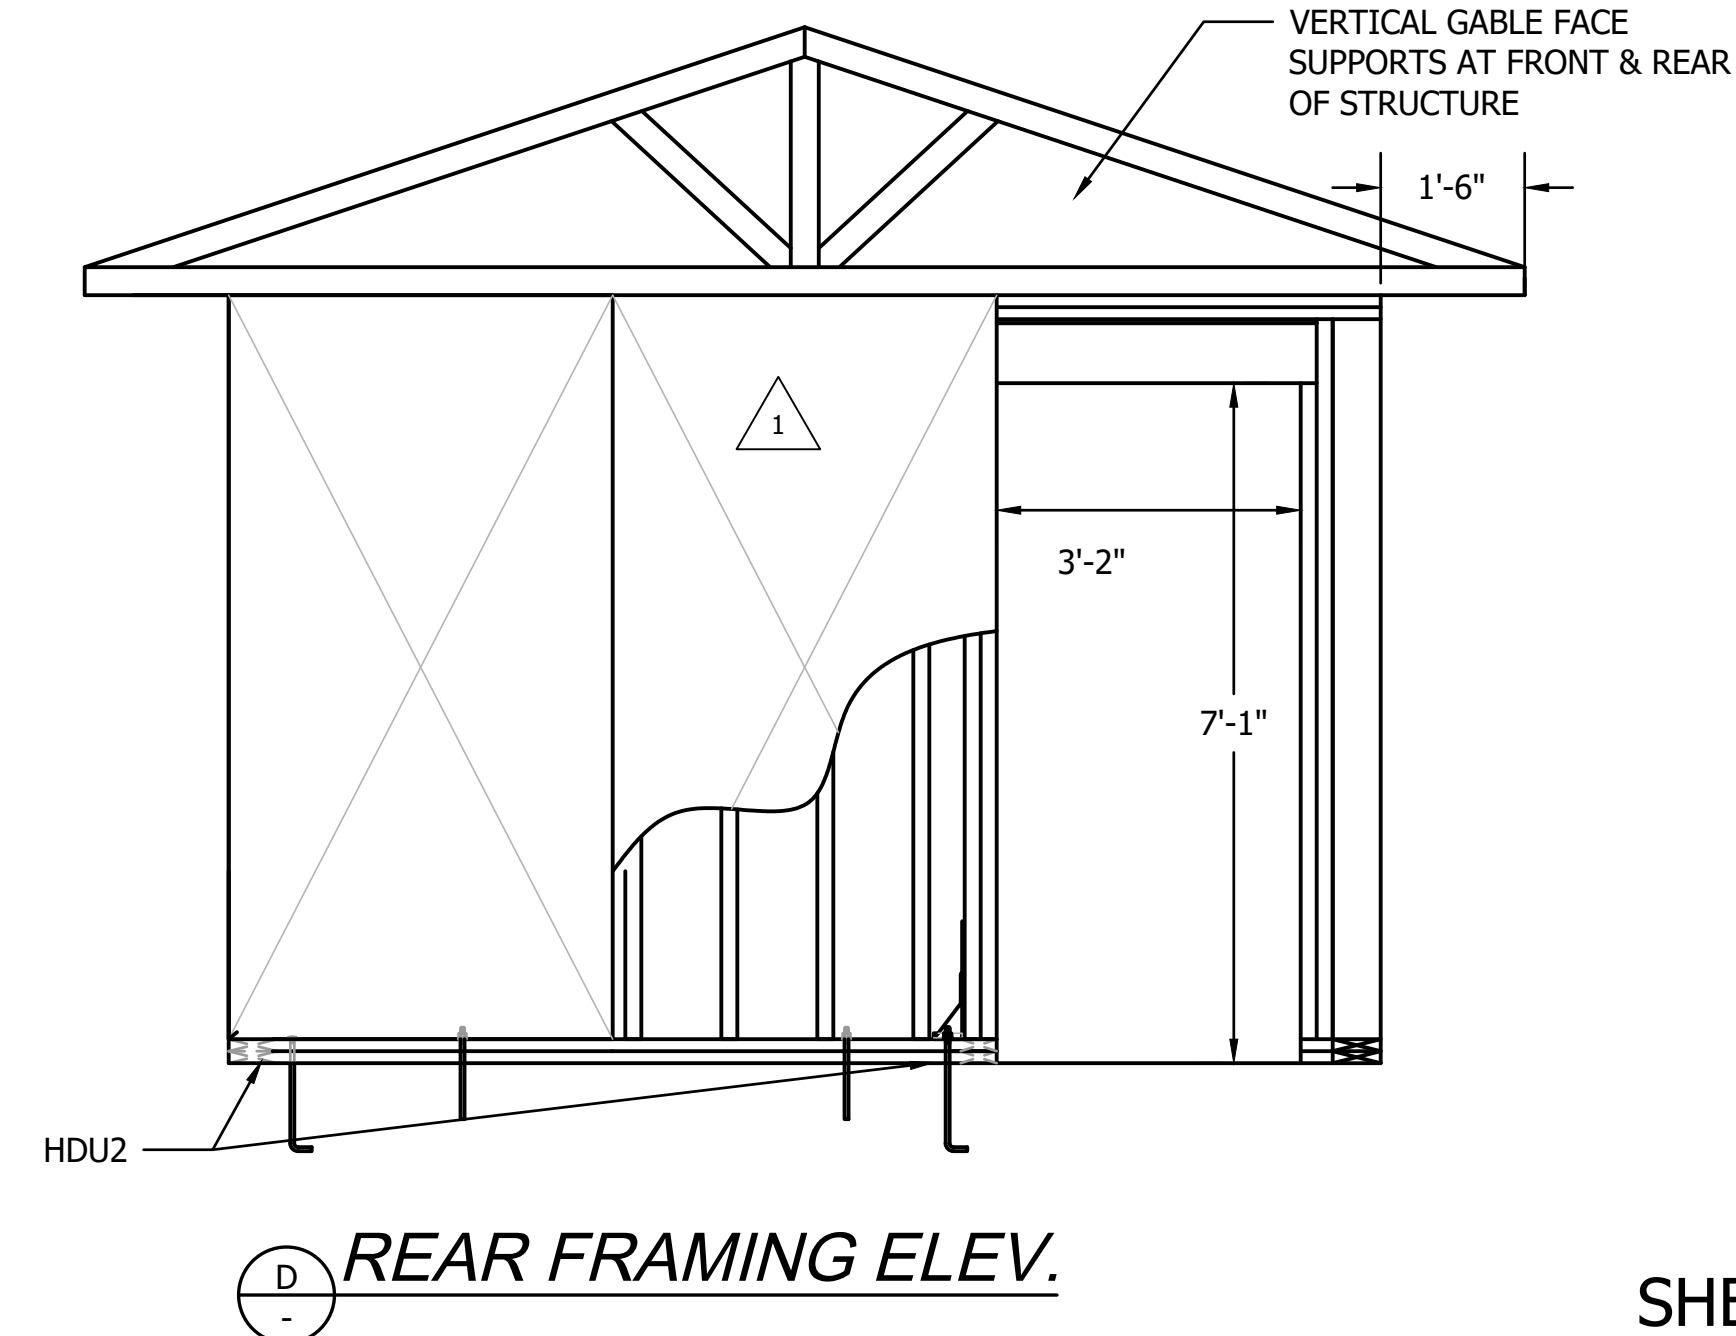 VERTICAL GABLE FACE
SUPPORTS AT FRONT & REAR
OF STRUCTURE
1'-6"
1
3'-2"
7'-1"
HDU2
REAR FRAMING ELEV.
D
-